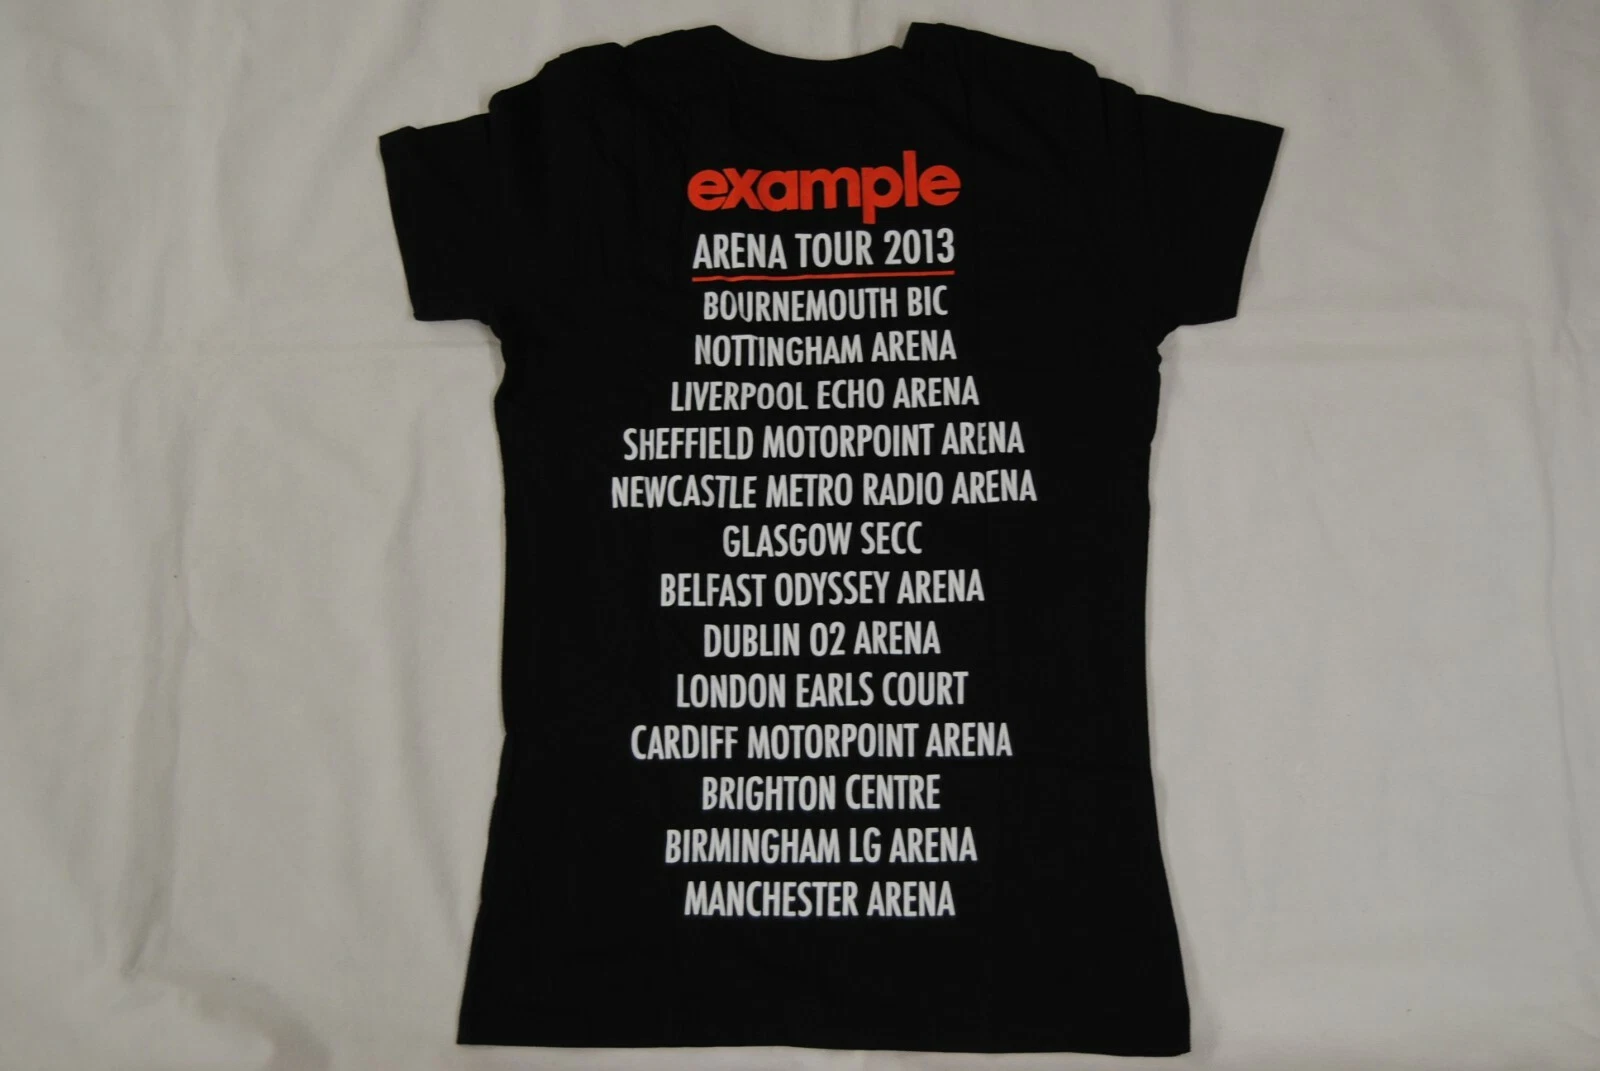 example
ARENA TOUR 2013
BOURNEMOUTH BIC
NOTTINGHAM ARENA
LIVERPOOL ECHO ARENA
SHEFFIELD MOTORPOINT ARENA
NEWCASTLE METRO RADIO ARENA
GLASGOW SECC
BELFAST ODYSSEY ARENA
DUBLIN O2 ARENA
LONDON EARLS COURT
CARDIFF MOTORPOINT ARENA
BRIGHTON CENTRE
BIRMINGHAM LG ARENA
MANCHESTER ARENA